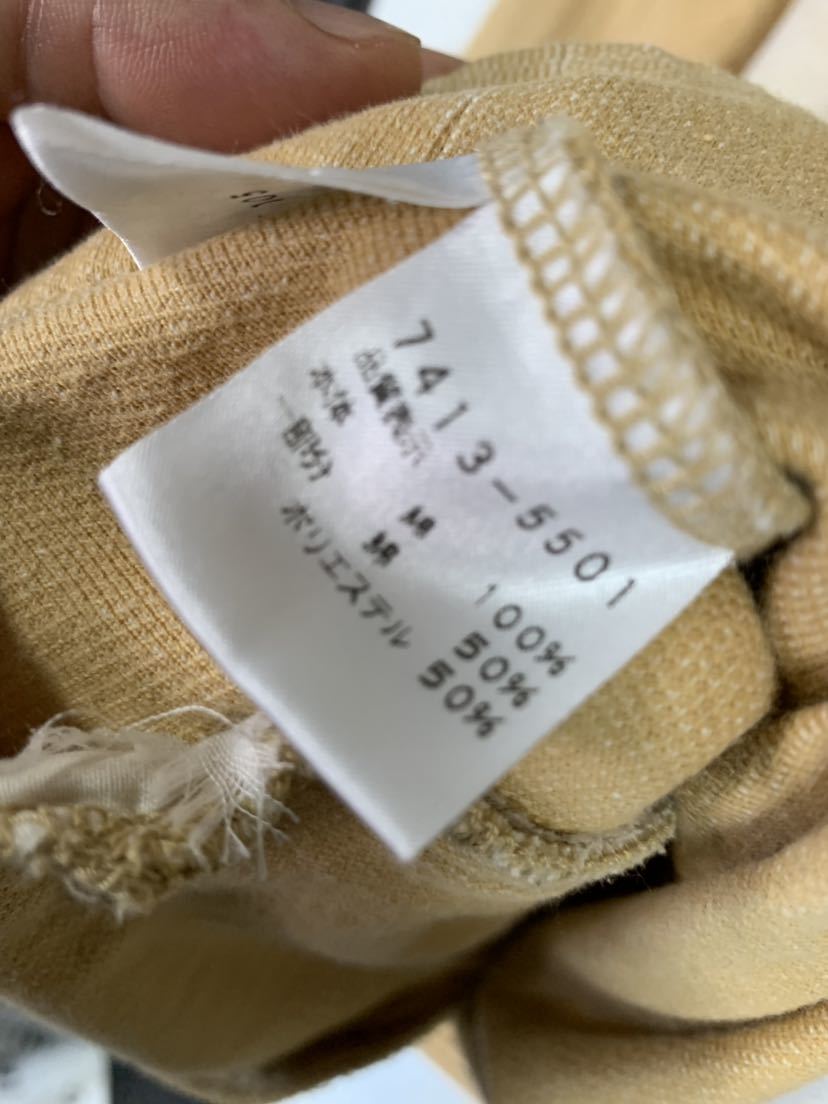 7413-5501
品質表示
本体 綿 100%
一部分 綿 50%
ポリエステル 50%
105